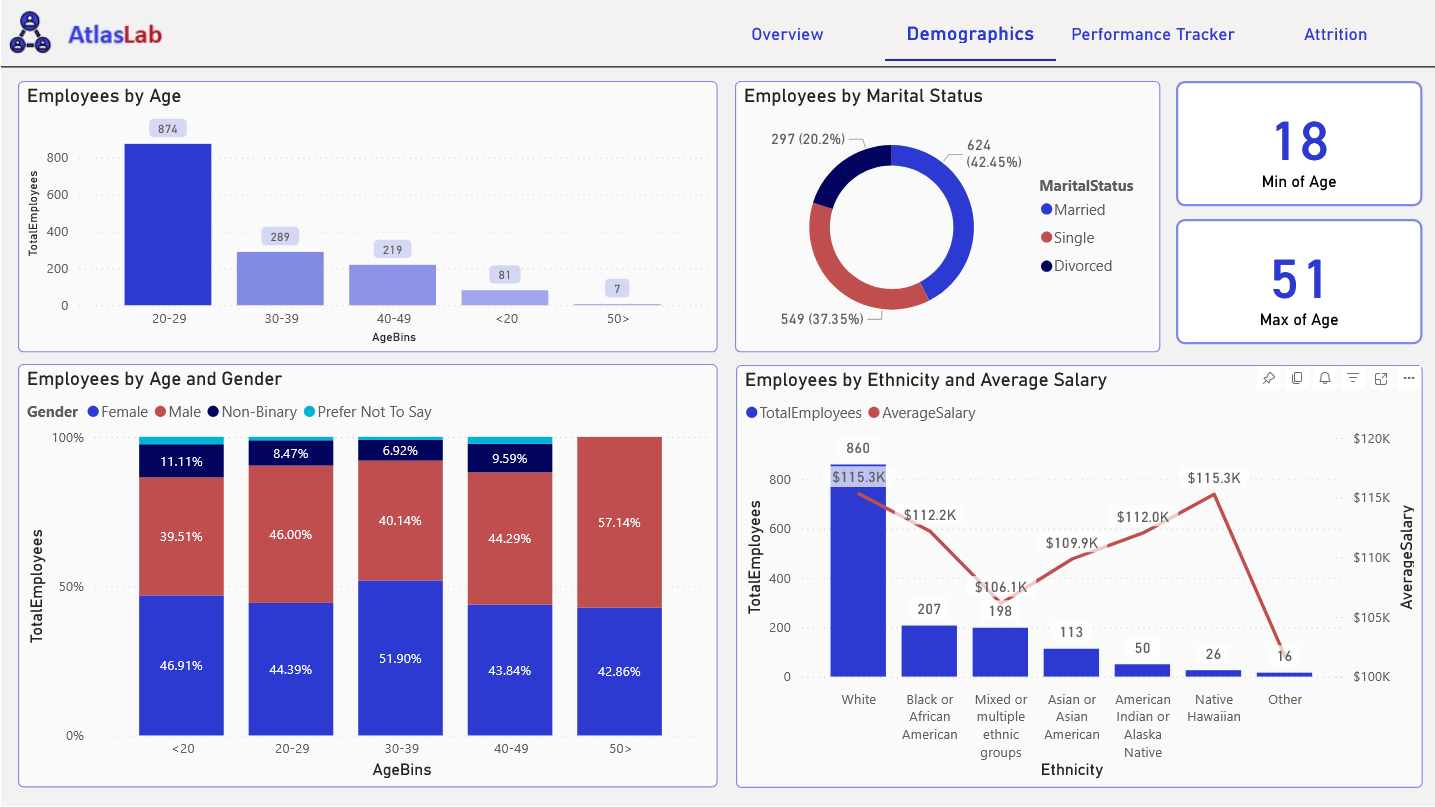 AtlasLab
Overview
Demographics
Performance Tracker
Attrition
Employees by Age
TotalEmployees
800
600
400
200
0
874
289
219
81
7
20-29
30-39
40-49
<20
50>
AgeBins
Employees by Marital Status
297 (20.2%)
624
(42.45%)
549 (37.35%)
MaritalStatus
Married
Single
Divorced
18
Min of Age
51
Max of Age
Employees by Age and Gender
Gender
Female
Male
Non-Binary
Prefer Not To Say
TotalEmployees
100%
50%
0%
11.11%
39.51%
46.91%
8.47%
46.00%
44.39%
6.92%
40.14%
51.90%
9.59%
44.29%
43.84%
57.14%
42.86%
<20
20-29
30-39
40-49
50>
AgeBins
Employees by Ethnicity and Average Salary
TotalEmployees
AverageSalary
TotalEmployees
800
600
400
200
0
860
$115.3K
$112.2K
207
$106.1K
198
$109.9K
113
$112.0K
50
$115.3K
26
16
$120K
$115K
$110K
$105K
$100K
AverageSalary
White
Black or
African
American
Mixed or
multiple
ethnic
groups
Asian or
Asian
American
American
Indian or
Alaska
Native
Native
Hawaiian
Other
Ethnicity